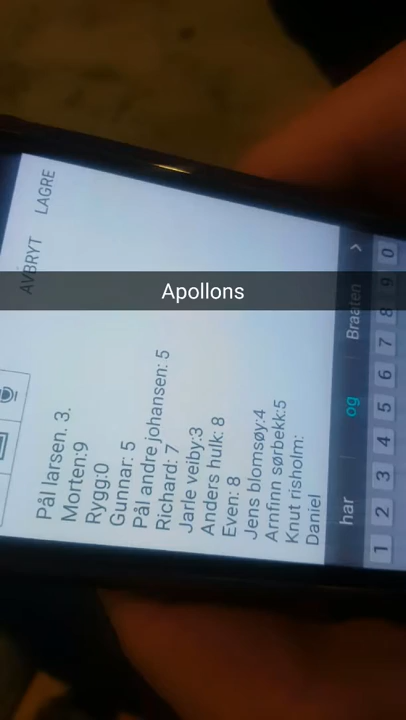 AVBRYT LAGRE
Apollons
Pål larsen. 3.
Morten:9
Rygg:0
Gunnar: 5
Pål andre johansen: 5
Richard: 7
Jarle veiby:3
Anders hulk: 8
Even: 8
Jens blomsøy:4
Arnfinn sørbekk:5
Knut risholm:
Daniel
har og Braaten >
1 2 3 4 5 6 7 8 9 0